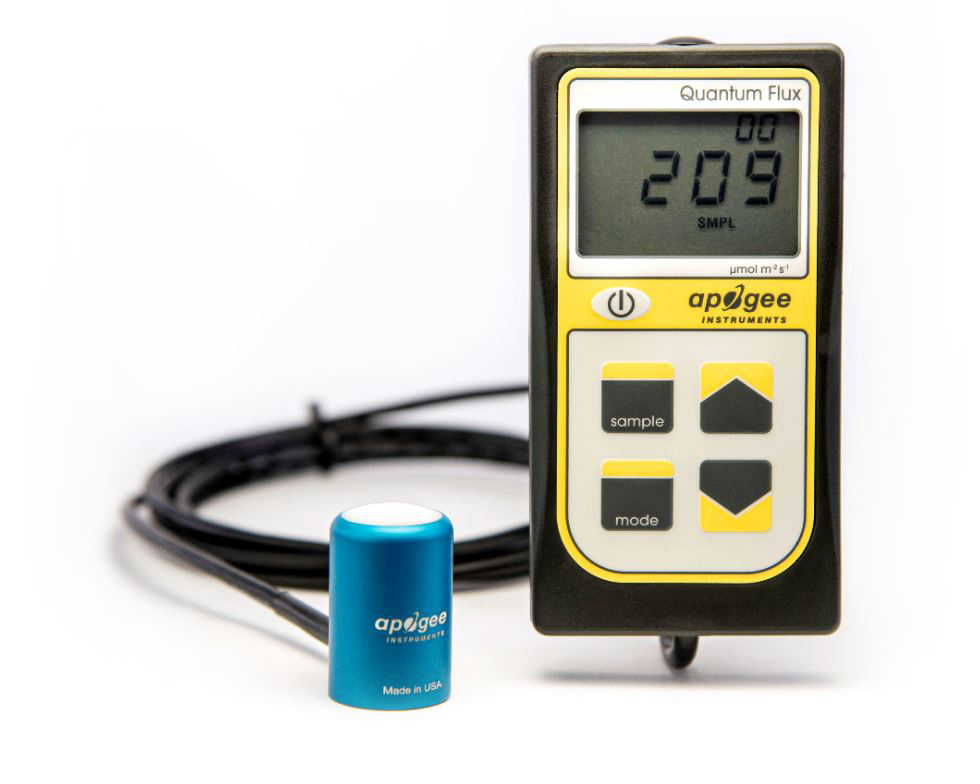 Quantum Flux
00
209
SMPL
µmol m⁻² s⁻¹
apogee
INSTRUMENTS
sample
mode
apogee
INSTRUMENTS
Made in USA